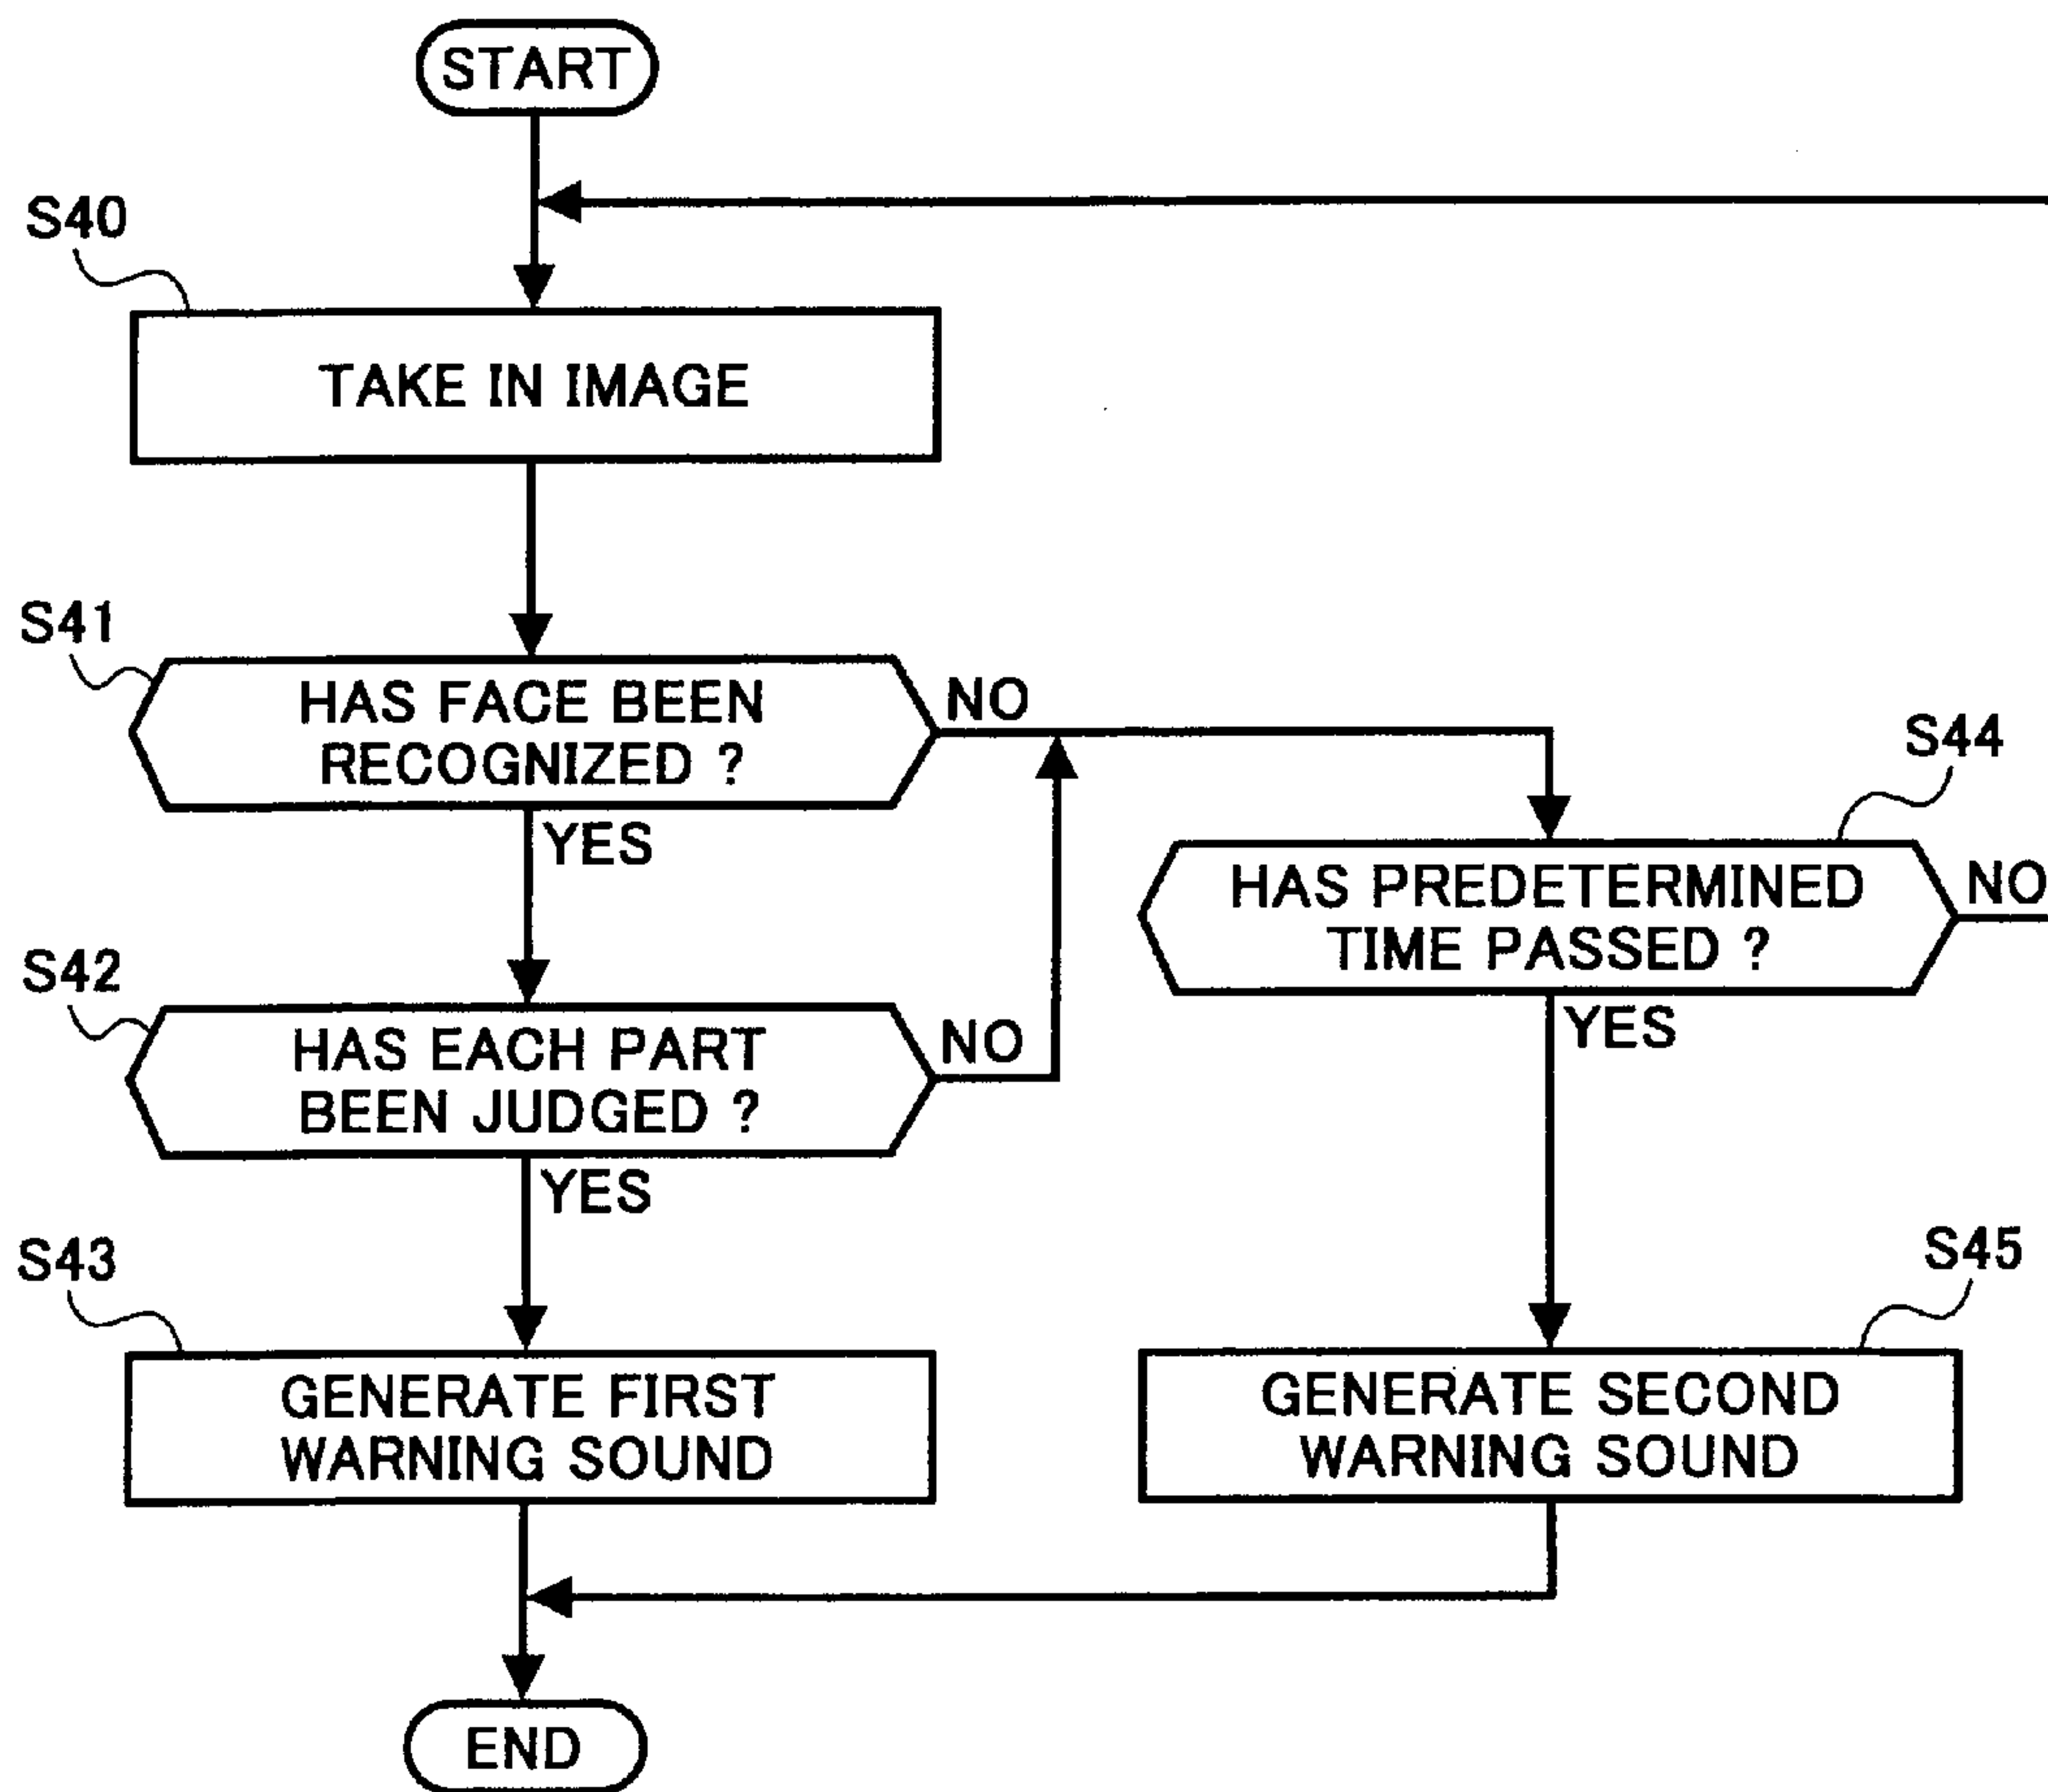 START
S40
TAKE IN IMAGE
S41
HAS FACE BEEN
RECOGNIZED ?
NO
YES
S44
HAS PREDETERMINED
TIME PASSED ?
NO
YES
S42
HAS EACH PART
BEEN JUDGED ?
NO
YES
S43
GENERATE FIRST
WARNING SOUND
S45
GENERATE SECOND
WARNING SOUND
END